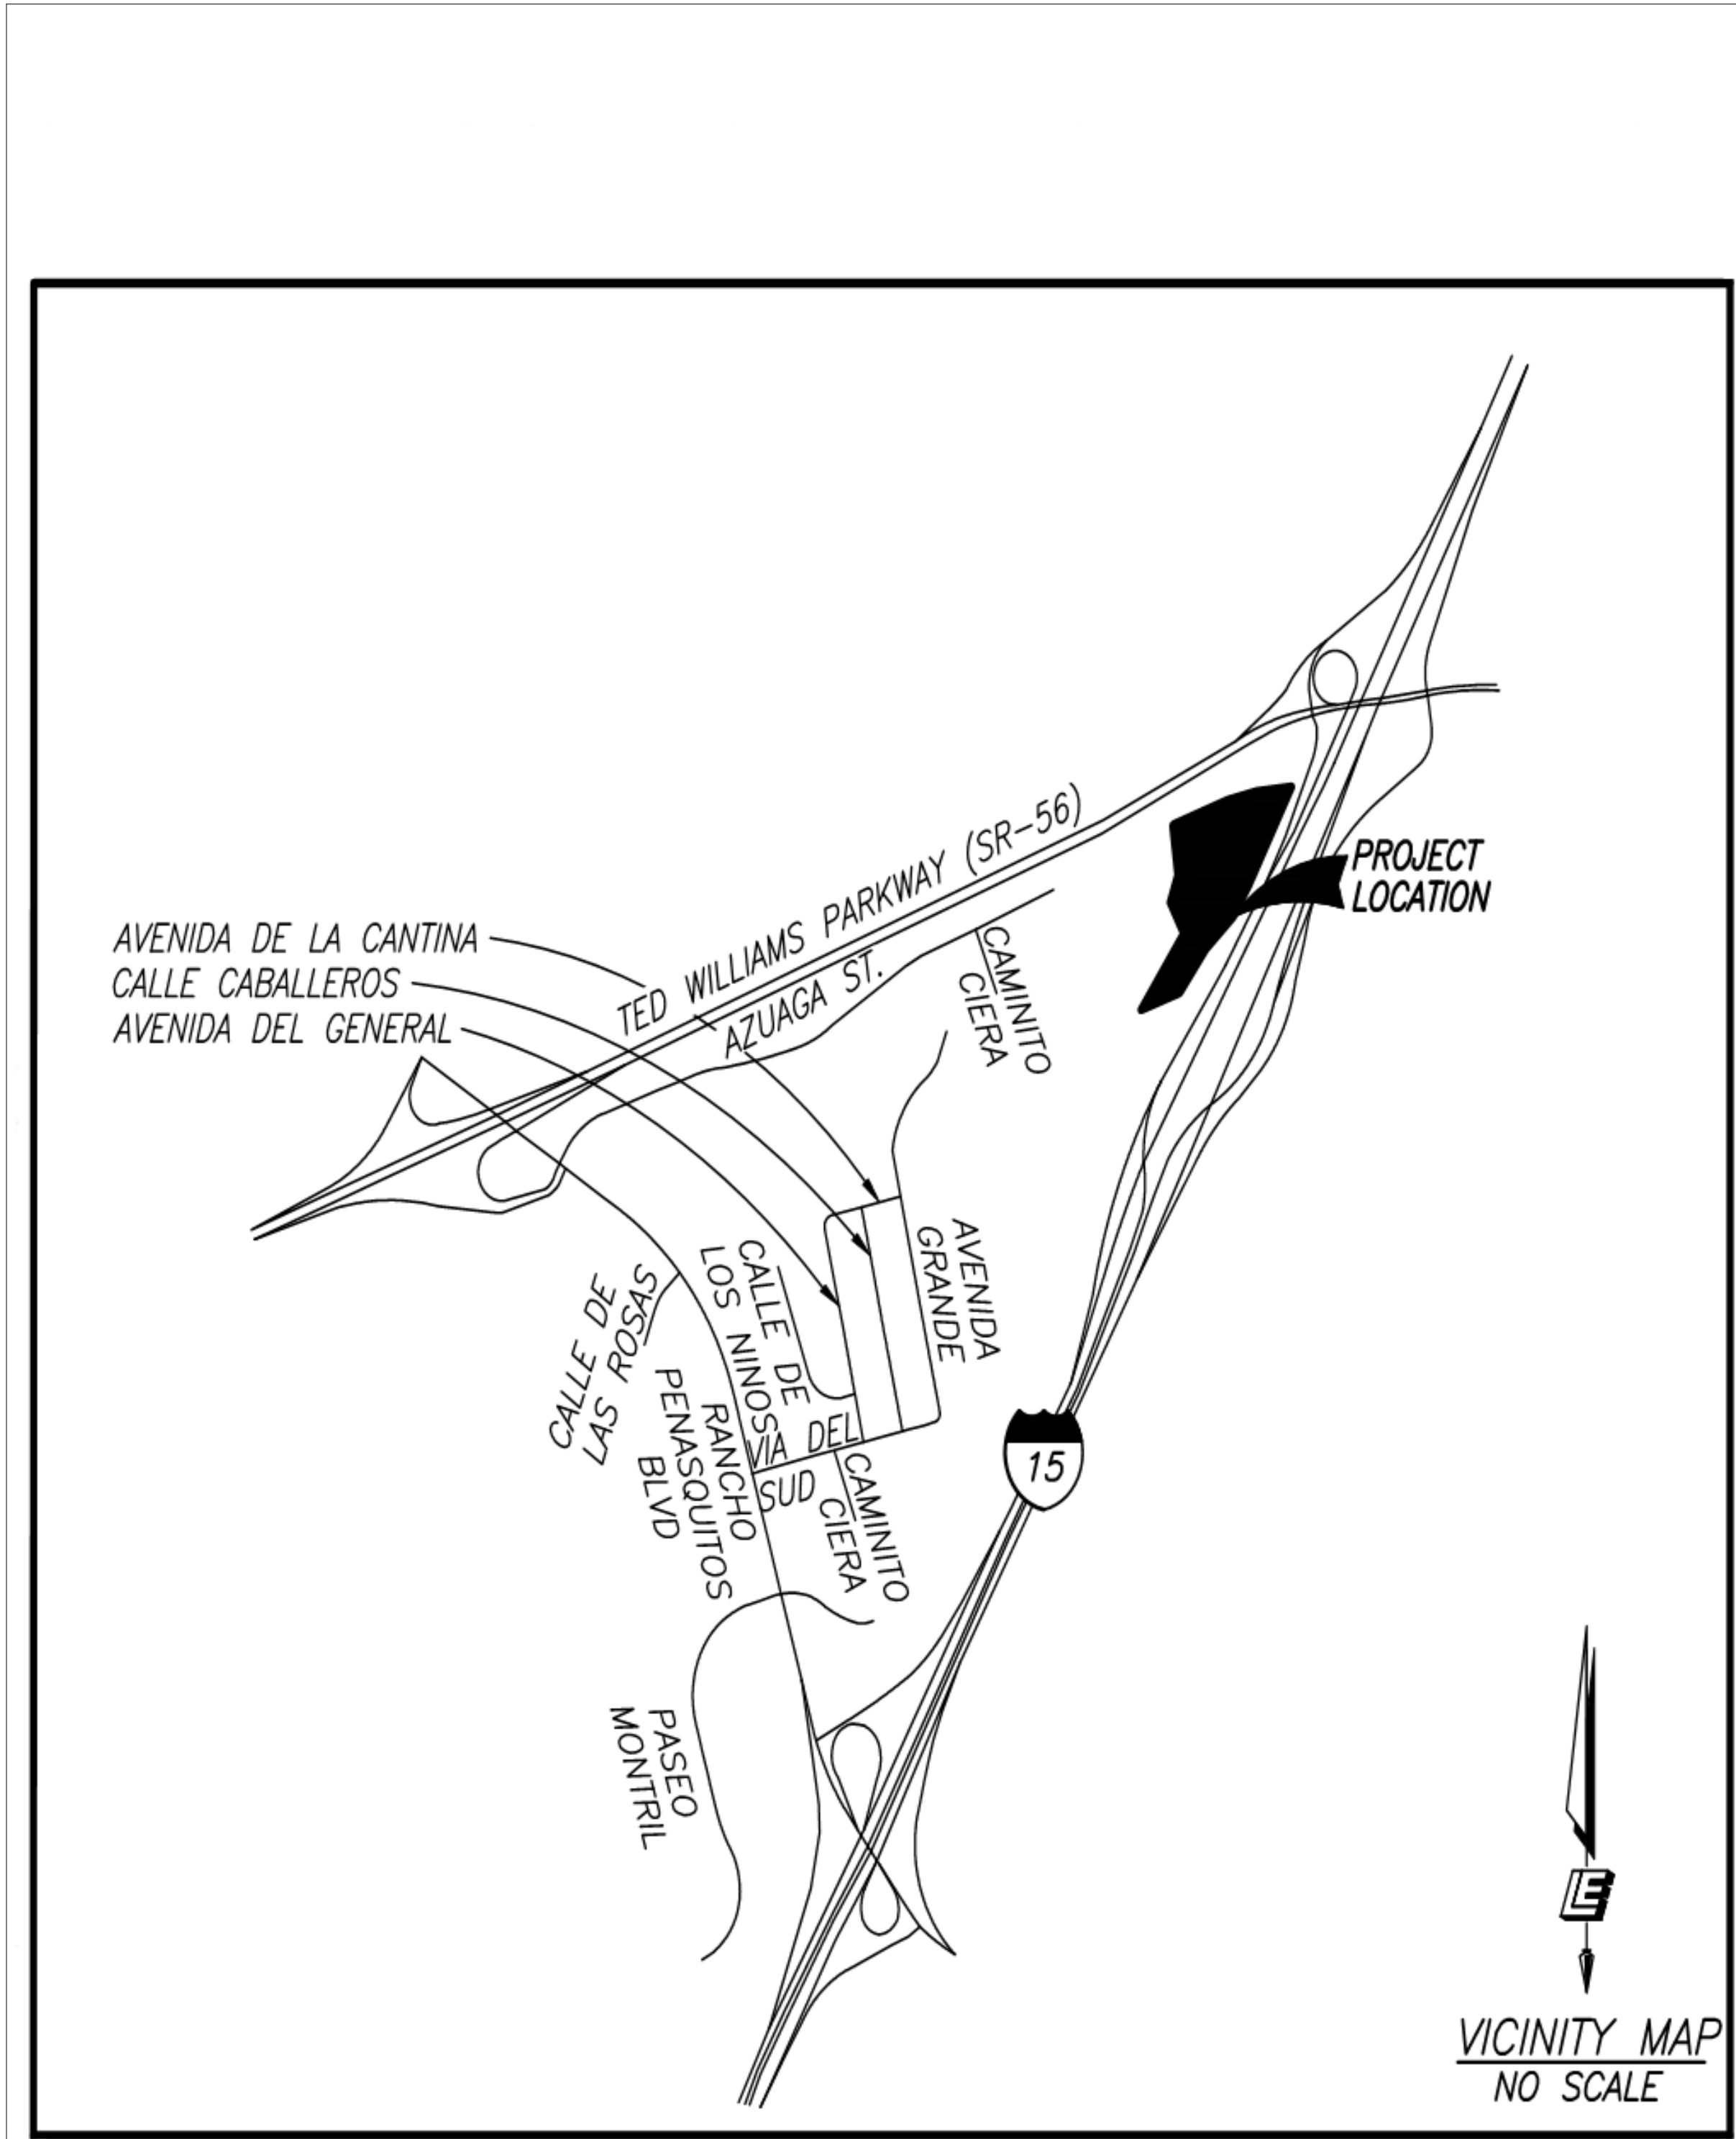 PROJECT
LOCATION
TED WILLIAMS PARKWAY (SR-56)
AVENIDA DE LA CANTINA
CALLE CABALLEROS
AVENIDA DEL GENERAL
AZUAGA ST.
CAMINITO
CIERA
AVENIDA
GRANDE
CALLE DE
LOS NINOS
CALLE DE
LAS ROSAS
RANCHO
PENASQUITOS
BLVD
VIA DEL
SUD
CAMINITO
CIERA
15
PASEO
MONTRIL
E
VICINITY MAP
NO SCALE